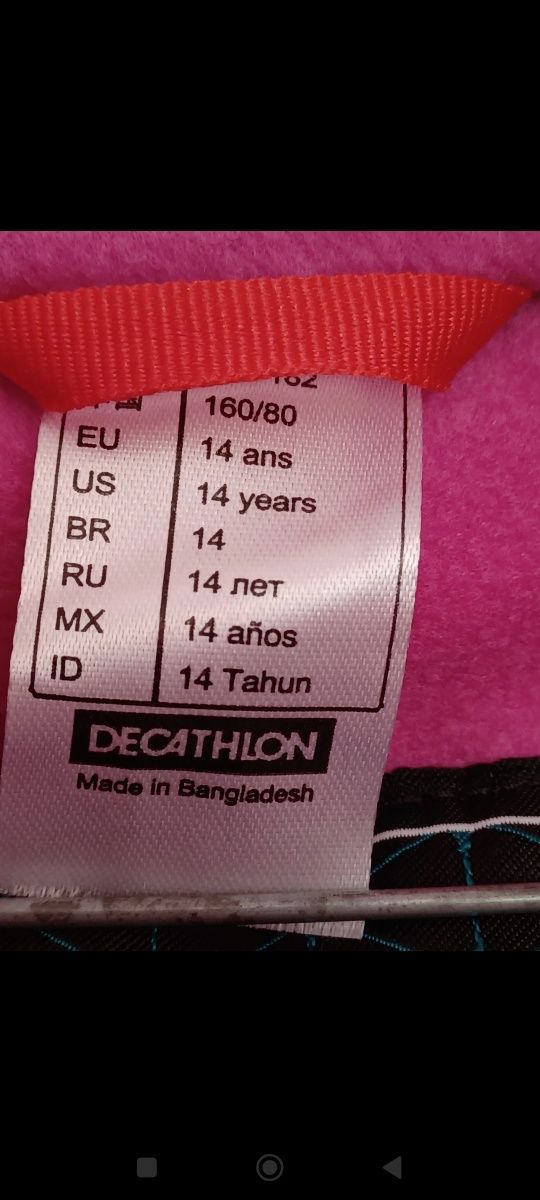 162
160/80
EU 14 ans
US 14 years
BR 14
RU 14 лет
MX 14 años
ID 14 Tahun
DECATHLON
Made in Bangladesh